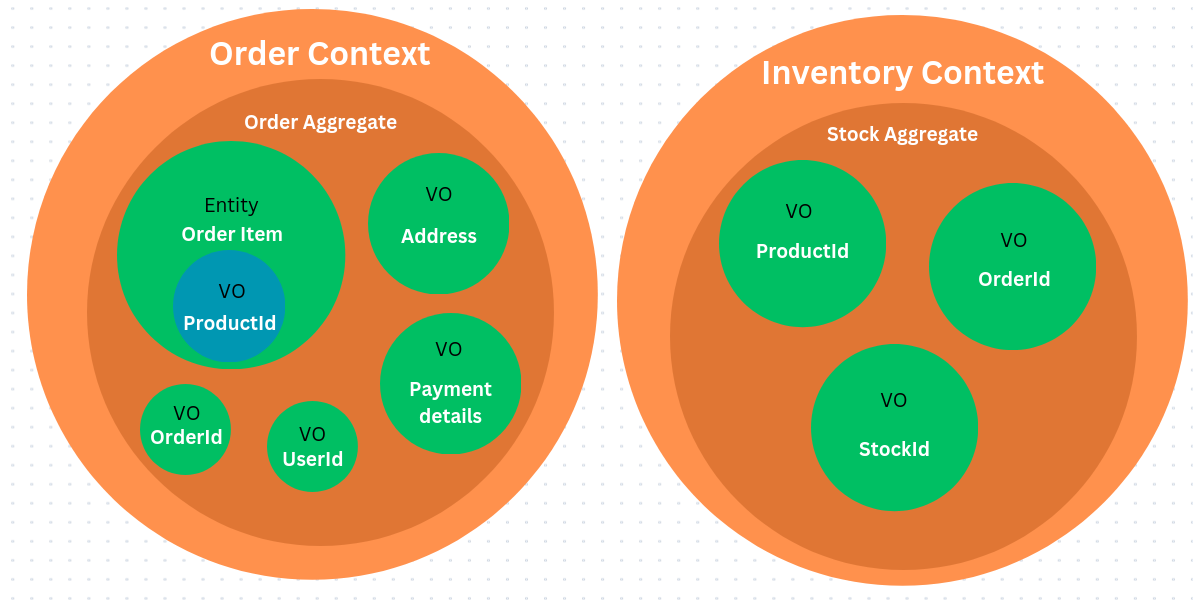 Order Context
Order Aggregate
Entity
Order Item
VO
ProductId
VO
Address
VO
Payment
details
VO
OrderId
VO
UserId
Inventory Context
Stock Aggregate
VO
ProductId
VO
OrderId
VO
StockId